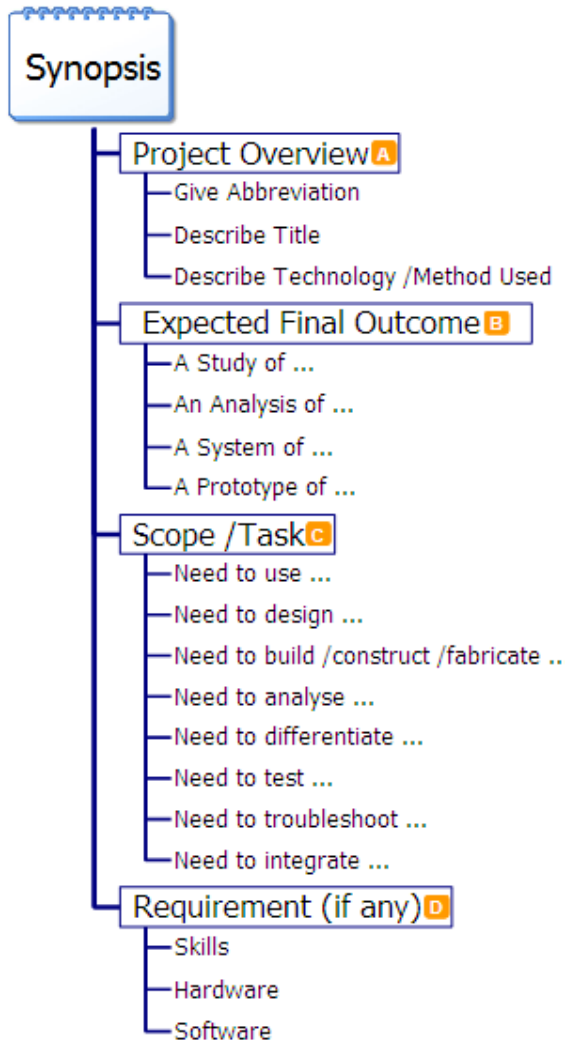 Synopsis
Project Overview A
Give Abbreviation
Describe Title
Describe Technology /Method Used
Expected Final Outcome B
A Study of ...
An Analysis of ...
A System of ...
A Prototype of ...
Scope /Task C
Need to use ...
Need to design ...
Need to build /construct /fabricate ..
Need to analyse ...
Need to differentiate ...
Need to test ...
Need to troubleshoot ...
Need to integrate ...
Requirement (if any) D
Skills
Hardware
Software